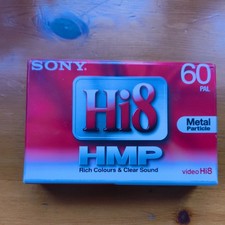 SONY
60
PAL
Hi8
Metal
Particle
HMP
Rich Colours & Clear Sound
video Hi8